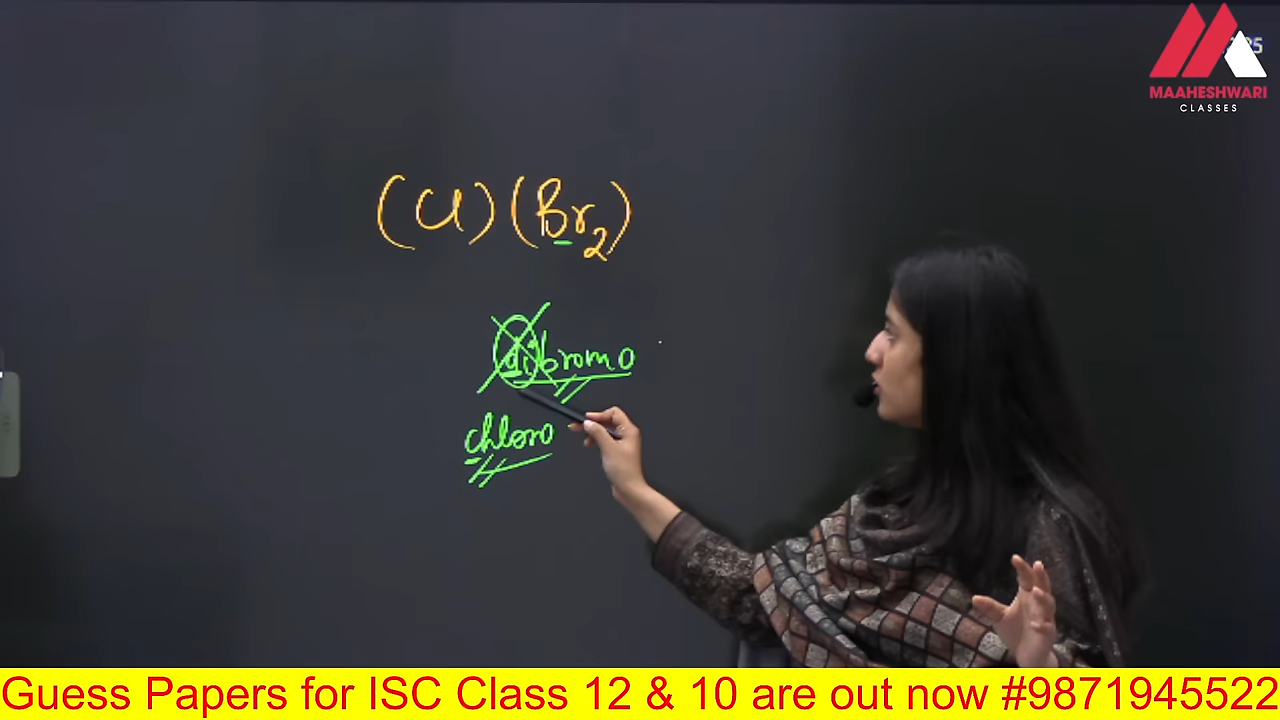 MAAHESHWARI
CLASSES
(Cl)(Br₂)
dibromo
chloro
Guess Papers for ISC Class 12 & 10 are out now #9871945522